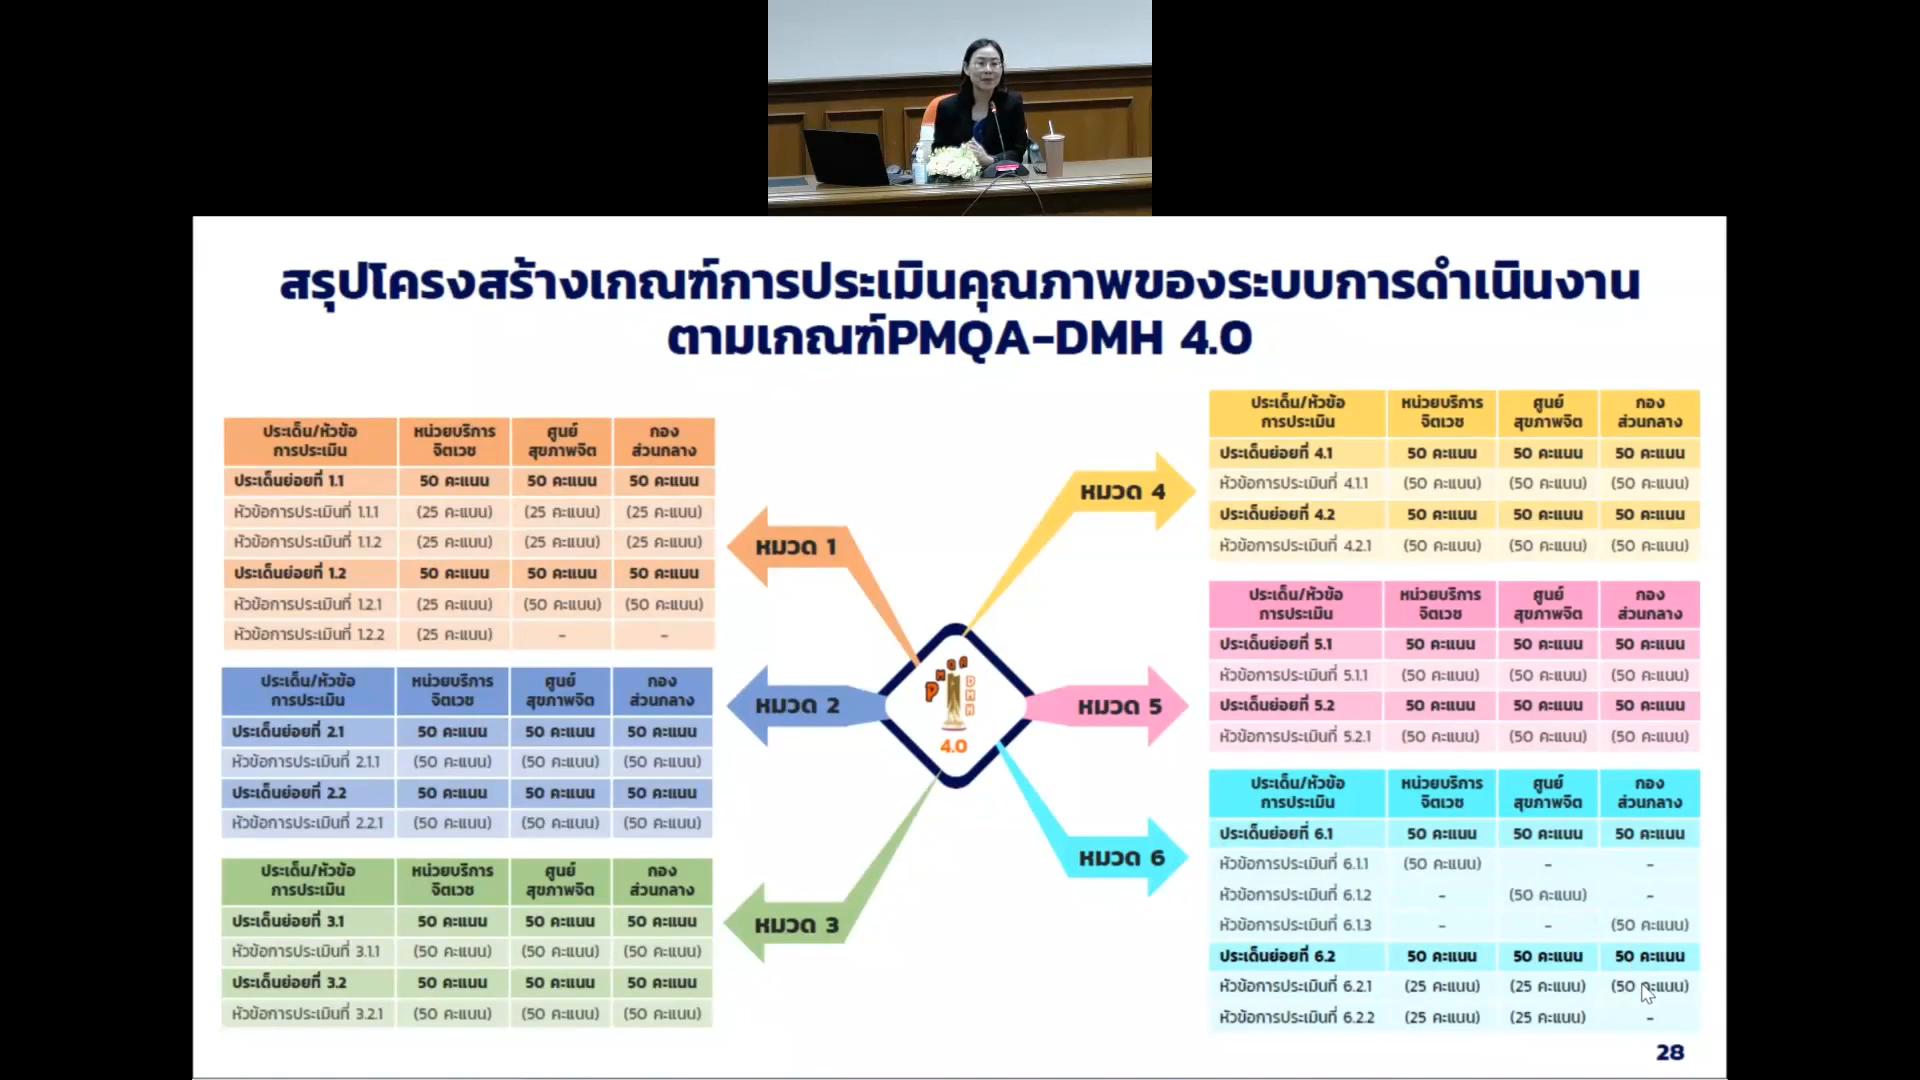 สรุปโครงสร้างเกณฑ์การประเมินคุณภาพของระบบการดำเนินงาน
ตามเกณฑ์PMQA-DMH 4.0
ประเด็น/หัวข้อ การประเมิน หน่วยบริการ จิตเวช ศูนย์ สุขภาพจิต กอง ส่วนกลาง
ประเด็นย่อยที่ 1.1 50 คะแนน 50 คะแนน 50 คะแนน
หัวข้อการประเมินที่ 1.1.1 (25 คะแนน) (25 คะแนน) (25 คะแนน)
หัวข้อการประเมินที่ 1.1.2 (25 คะแนน) (25 คะแนน) (25 คะแนน)
ประเด็นย่อยที่ 1.2 50 คะแนน 50 คะแนน 50 คะแนน
หัวข้อการประเมินที่ 1.2.1 (25 คะแนน) (50 คะแนน) (50 คะแนน)
หัวข้อการประเมินที่ 1.2.2 (25 คะแนน) - -
หมวด 1
ประเด็น/หัวข้อ การประเมิน หน่วยบริการ จิตเวช ศูนย์ สุขภาพจิต กอง ส่วนกลาง
ประเด็นย่อยที่ 2.1 50 คะแนน 50 คะแนน 50 คะแนน
หัวข้อการประเมินที่ 2.1.1 (50 คะแนน) (50 คะแนน) (50 คะแนน)
ประเด็นย่อยที่ 2.2 50 คะแนน 50 คะแนน 50 คะแนน
หัวข้อการประเมินที่ 2.2.1 (50 คะแนน) (50 คะแนน) (50 คะแนน)
หมวด 2
ประเด็น/หัวข้อ การประเมิน หน่วยบริการ จิตเวช ศูนย์ สุขภาพจิต กอง ส่วนกลาง
ประเด็นย่อยที่ 3.1 50 คะแนน 50 คะแนน 50 คะแนน
หัวข้อการประเมินที่ 3.1.1 (50 คะแนน) (50 คะแนน) (50 คะแนน)
ประเด็นย่อยที่ 3.2 50 คะแนน 50 คะแนน 50 คะแนน
หัวข้อการประเมินที่ 3.2.1 (50 คะแนน) (50 คะแนน) (50 คะแนน)
หมวด 3
PMQA DMH
4.0
หมวด 4
ประเด็น/หัวข้อ การประเมิน หน่วยบริการ จิตเวช ศูนย์ สุขภาพจิต กอง ส่วนกลาง
ประเด็นย่อยที่ 4.1 50 คะแนน 50 คะแนน 50 คะแนน
หัวข้อการประเมินที่ 4.1.1 (50 คะแนน) (50 คะแนน) (50 คะแนน)
ประเด็นย่อยที่ 4.2 50 คะแนน 50 คะแนน 50 คะแนน
หัวข้อการประเมินที่ 4.2.1 (50 คะแนน) (50 คะแนน) (50 คะแนน)
หมวด 5
ประเด็น/หัวข้อ การประเมิน หน่วยบริการ จิตเวช ศูนย์ สุขภาพจิต กอง ส่วนกลาง
ประเด็นย่อยที่ 5.1 50 คะแนน 50 คะแนน 50 คะแนน
หัวข้อการประเมินที่ 5.1.1 (50 คะแนน) (50 คะแนน) (50 คะแนน)
ประเด็นย่อยที่ 5.2 50 คะแนน 50 คะแนน 50 คะแนน
หัวข้อการประเมินที่ 5.2.1 (50 คะแนน) (50 คะแนน) (50 คะแนน)
หมวด 6
ประเด็น/หัวข้อ การประเมิน หน่วยบริการ จิตเวช ศูนย์ สุขภาพจิต กอง ส่วนกลาง
ประเด็นย่อยที่ 6.1 50 คะแนน 50 คะแนน 50 คะแนน
หัวข้อการประเมินที่ 6.1.1 (50 คะแนน) - -
หัวข้อการประเมินที่ 6.1.2 - (50 คะแนน) -
หัวข้อการประเมินที่ 6.1.3 - - (50 คะแนน)
ประเด็นย่อยที่ 6.2 50 คะแนน 50 คะแนน 50 คะแนน
หัวข้อการประเมินที่ 6.2.1 (25 คะแนน) (25 คะแนน) (50 คะแนน)
หัวข้อการประเมินที่ 6.2.2 (25 คะแนน) (25 คะแนน) -
28